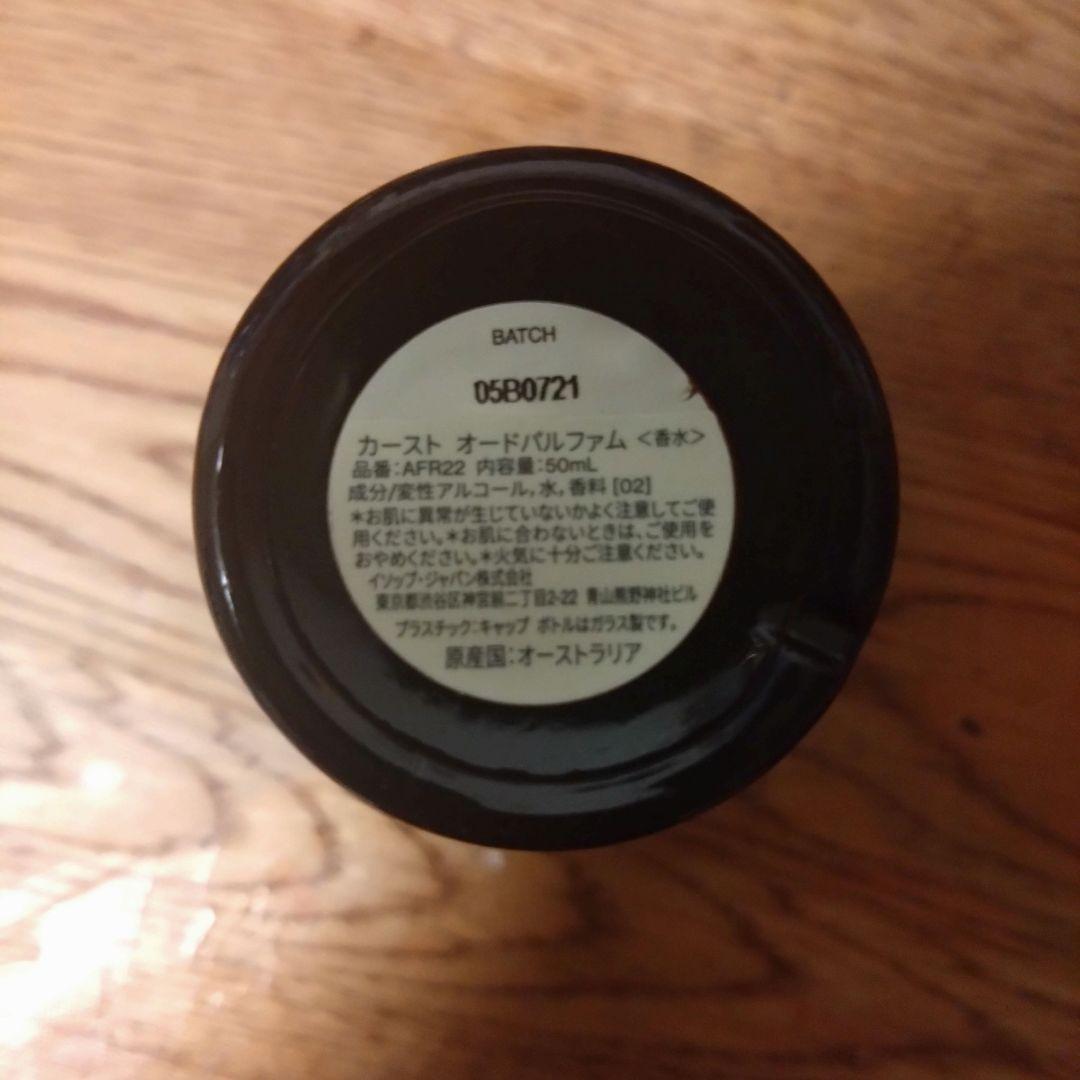 BATCH
05B0721
カースト オードパルファム <香水>
品番:AFR22 内容量:50mL
成分/変性アルコール,水,香料[02]
*お肌に異常が生じていないかよく注意してご使
用ください。*お肌に合わないときは、ご使用を
おやめください。*火気に十分ご注意ください。
イソップ・ジャパン株式会社
東京都渋谷区神宮前二丁目2-22 青山熊野神社ビル
プラスチック:キャップ ボトルはガラス製です。
原産国:オーストラリア